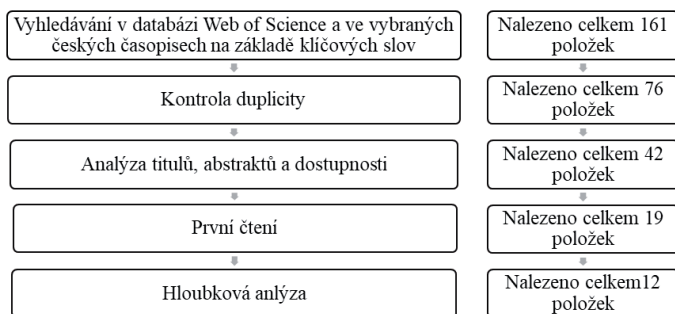 Vyhledávání v databázi Web of Science a ve vybraných
českých časopisech na základě klíčových slov
Nalezeno celkem 161
položek
Kontrola duplicity
Nalezeno celkem 76
položek
Analýza titulů, abstraktů a dostupnosti
Nalezeno celkem 42
položek
První čtení
Nalezeno celkem 19
položek
Hloubková anlýza
Nalezeno celkem12
položek